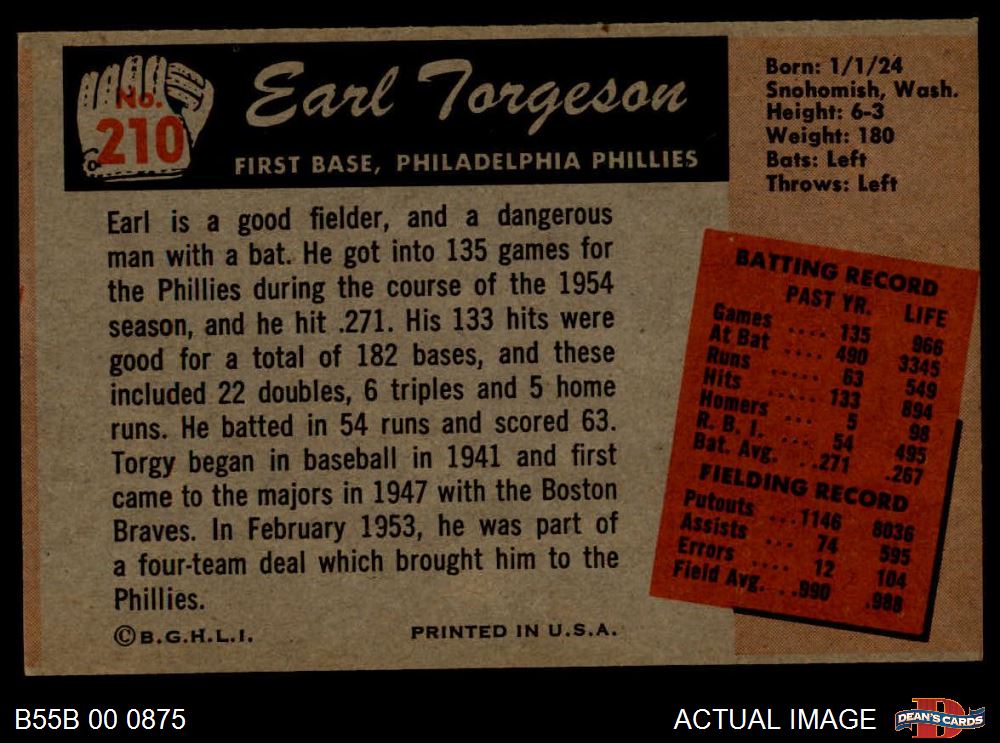 No.
210
Earl Torgeson
FIRST BASE, PHILADELPHIA PHILLIES
Born: 1/1/24
Snohomish, Wash.
Height: 6-3
Weight: 180
Bats: Left
Throws: Left
Earl is a good fielder, and a dangerous
man with a bat. He got into 135 games for
the Phillies during the course of the 1954
season, and he hit .271. His 133 hits were
good for a total of 182 bases, and these
included 22 doubles, 6 triples and 5 home
runs. He batted in 54 runs and scored 63.
Torgy began in baseball in 1941 and first
came to the majors in 1947 with the Boston
Braves. In February 1953, he was part of
a four-team deal which brought him to the
Phillies.
©B.G.H.L.I. PRINTED IN U.S.A.
BATTING RECORD
PAST YR. LIFE
Games .... 135 966
At Bat .... 490 3345
Runs ..... 63 549
Hits ..... 133 894
Homers ... 5 98
R. B. I. ... 54 495
Bat. Avg. ...271 .267
FIELDING RECORD
Putouts ...1146 8036
Assists ... 74 595
Errors .... 12 104
Field Avg. ...990 .988
B55B 00 0875
ACTUAL IMAGE
DEAN'S CARDS